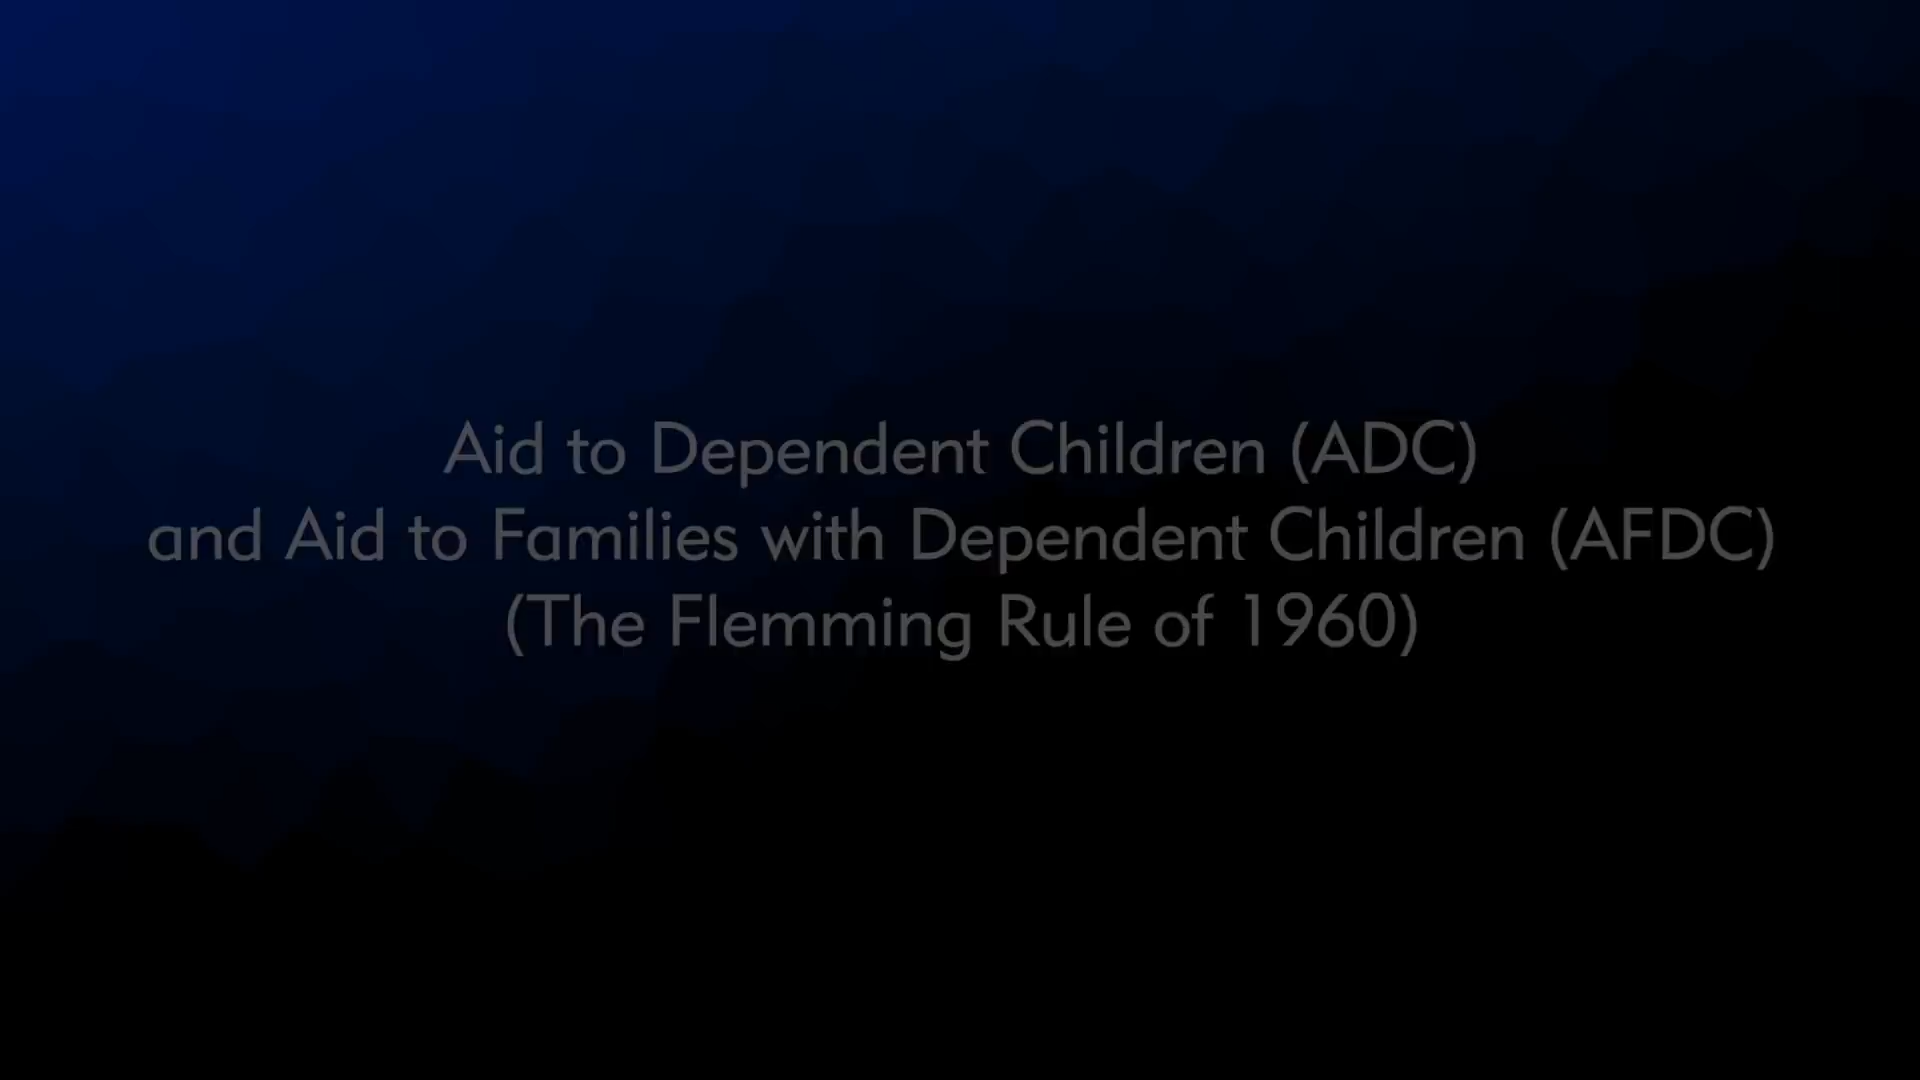 Aid to Dependent Children (ADC)
and Aid to Families with Dependent Children (AFDC)
(The Flemming Rule of 1960)